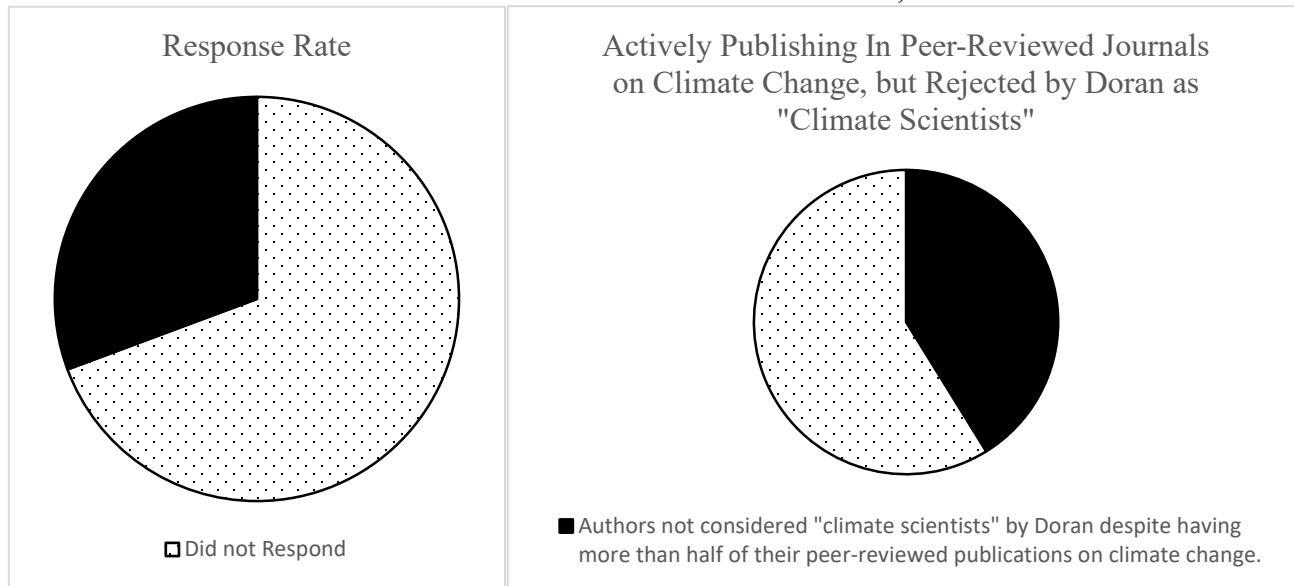 Response Rate
Did not Respond
Actively Publishing In Peer-Reviewed Journals
on Climate Change, but Rejected by Doran as
"Climate Scientists"
Authors not considered "climate scientists" by Doran despite having
more than half of their peer-reviewed publications on climate change.